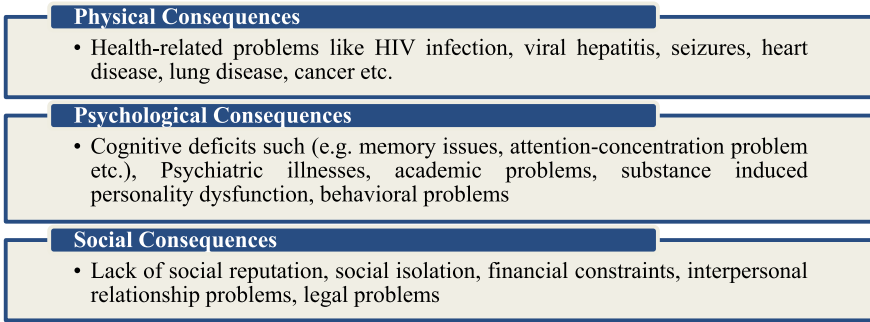 Physical Consequences
• Health-related problems like HIV infection, viral hepatitis, seizures, heart
disease, lung disease, cancer etc.
Psychological Consequences
• Cognitive deficits such (e.g. memory issues, attention-concentration problem
etc.), Psychiatric illnesses, academic problems, substance induced
personality dysfunction, behavioral problems
Social Consequences
• Lack of social reputation, social isolation, financial constraints, interpersonal
relationship problems, legal problems